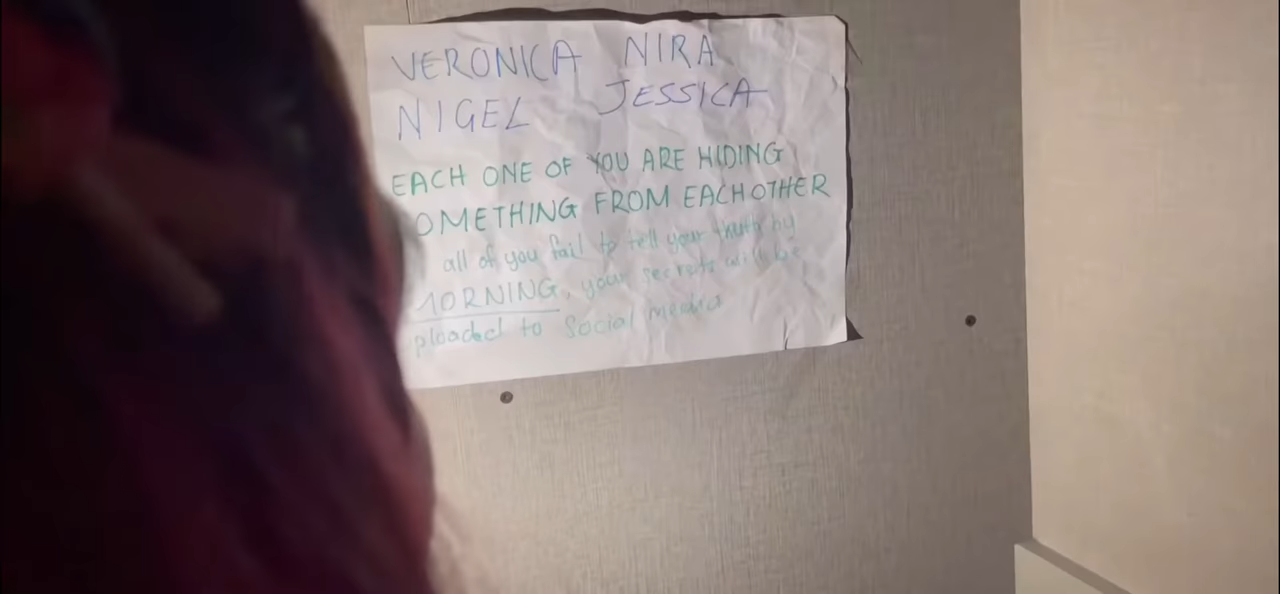 VERONICA NIRA
NIGEL JESSICA
EACH ONE OF YOU ARE HIDING
OMETHING FROM EACHOTHER
all of you fail to tell your truth by
MORNING, your secrets will be
ploaded to social media